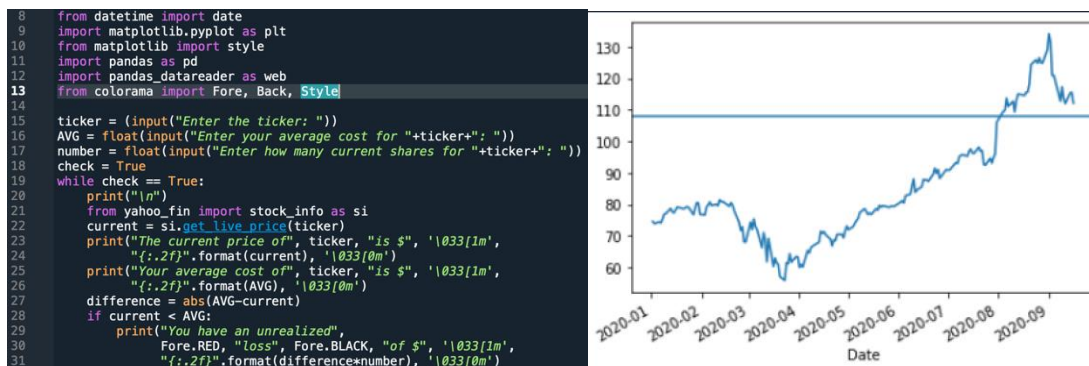 8 from datetime import date
9 import matplotlib.pyplot as plt
10 from matplotlib import style
11 import pandas as pd
12 import pandas_datareader as web
13 from colorama import Fore, Back, Style
14
15 ticker = (input("Enter the ticker: "))
16 AVG = float(input("Enter your average cost for "+ticker+": "))
17 number = float(input("Enter how many current shares for "+ticker+": "))
18 check = True
19 while check == True:
20 print("\n")
21 from yahoo_fin import stock_info as si
22 current = si.get_live_price(ticker)
23 print("The current price of", ticker, "is $", '\033[1m',
24 "{:.2f}".format(current), '\033[0m')
25 print("Your average cost of", ticker, "is $", '\033[1m',
26 "{:.2f}".format(AVG), '\033[0m')
27 difference = abs(AVG-current)
28 if current < AVG:
29 print("You have an unrealized",
30 Fore.RED, "loss", Fore.BLACK, "of $", '\033[1m',
31 "{:.2f}".format(difference*number), '\033[0m')
130
120
110
100
90
80
70
60
2020-01 2020-02 2020-03 2020-04 2020-05 2020-06 2020-07 2020-08 2020-09
Date